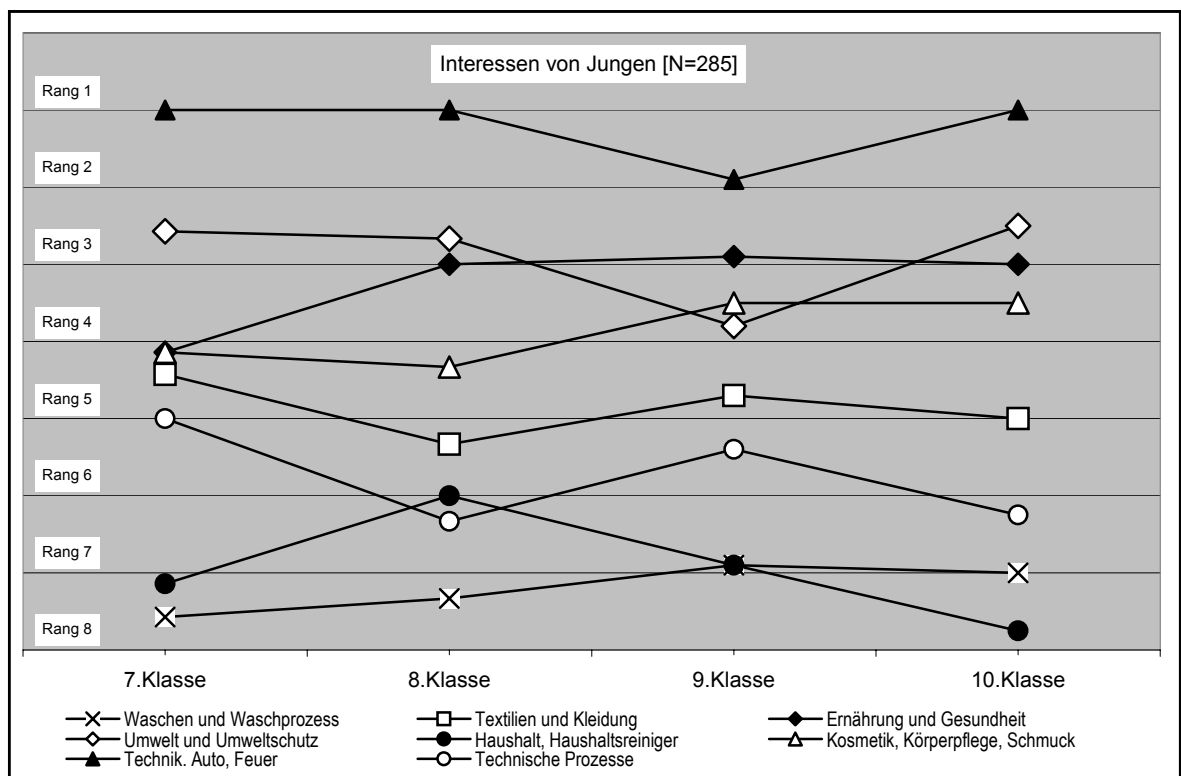 Interessen von Jungen [N=285]
Rang 1
Rang 2
Rang 3
Rang 4
Rang 5
Rang 6
Rang 7
Rang 8
7.Klasse 8.Klasse 9.Klasse 10.Klasse
Waschen und Waschprozess Textilien und Kleidung Ernährung und Gesundheit
Umwelt und Umweltschutz Haushalt, Haushaltsreiniger Kosmetik, Körperpflege, Schmuck
Technik. Auto, Feuer Technische Prozesse